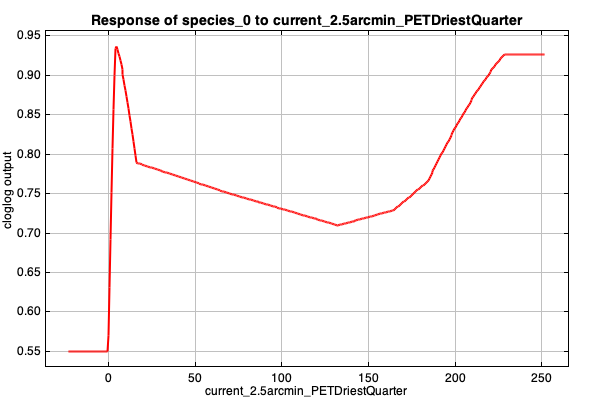 Response of species_0 to current_2.5arcmin_PETDriestQuarter
0.95
0.90
0.85
0.80
0.75
0.70
0.65
0.60
0.55
cloglog output
0 50 100 150 200 250
current_2.5arcmin_PETDriestQuarter